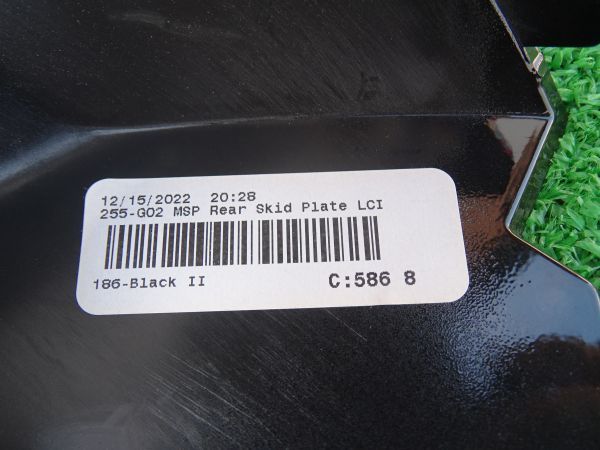 12/15/2022 20:28
255-G02 MSP Rear Skid Plate LCI
186-Black II C:586 8